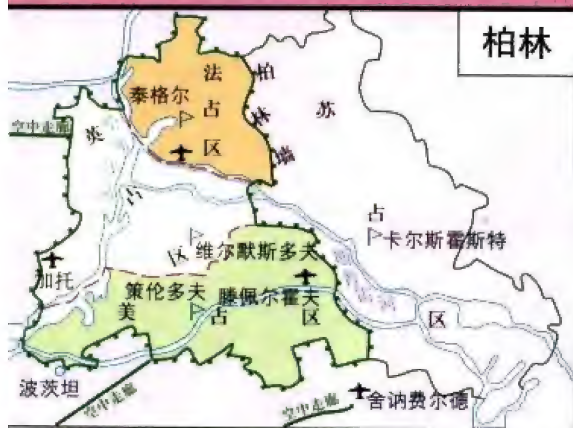 柏林
法占区
柏林墙
苏占区
泰格尔
空中走廊
英占区
卡尔斯霍斯特
维尔默斯多夫
加托
策伦多夫
滕佩尔霍夫
美占区
波茨坦
空中走廊
空中走廊
舍讷费尔德